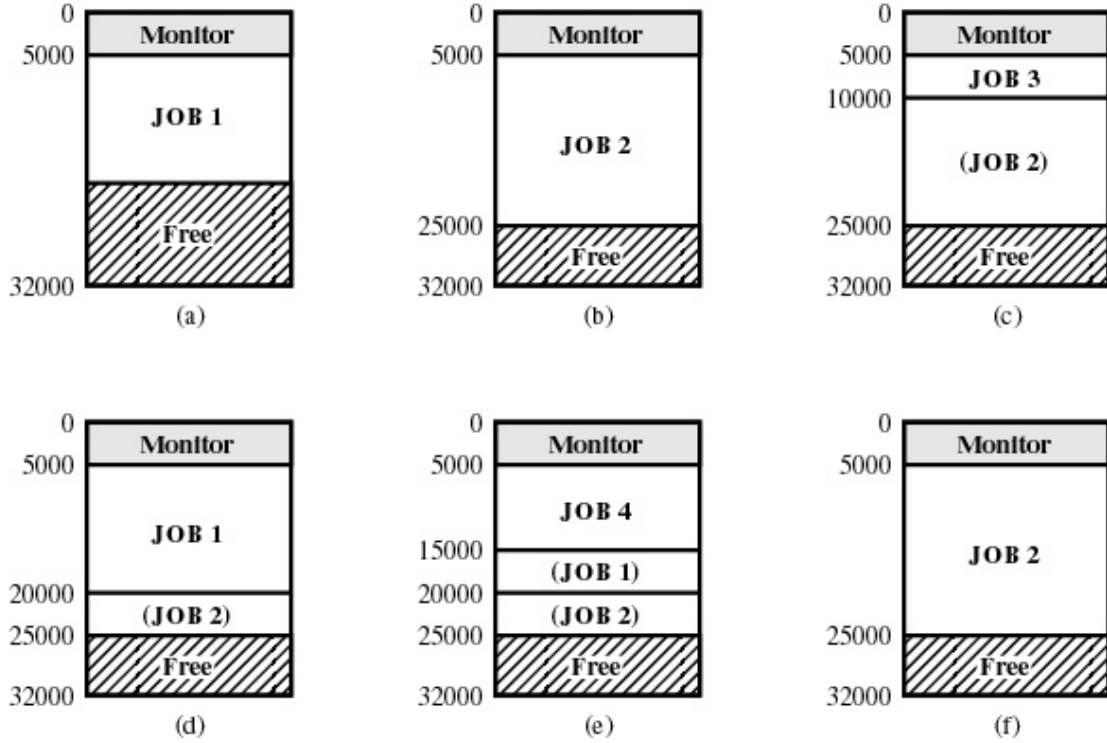 0
Monitor
5000
JOB 1
Free
32000
(a)
0
Monitor
5000
JOB 2
25000
Free
32000
(b)
0
Monitor
5000
JOB 3
10000
(JOB 2)
25000
Free
32000
(c)
0
Monitor
5000
JOB 1
20000
(JOB 2)
25000
Free
32000
(d)
0
Monitor
5000
JOB 4
15000
(JOB 1)
20000
(JOB 2)
25000
Free
32000
(e)
0
Monitor
5000
JOB 2
25000
Free
32000
(f)